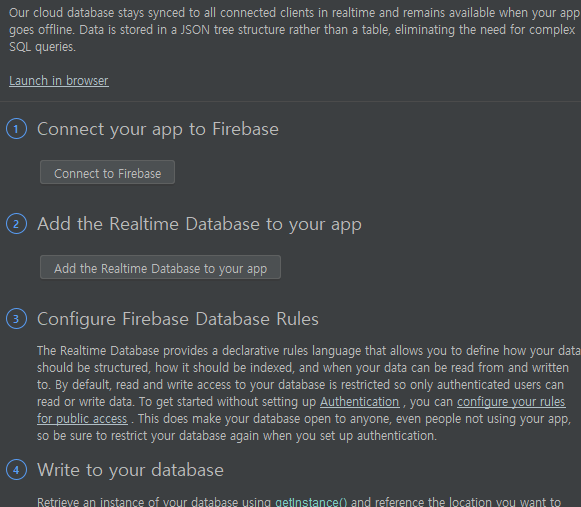 Our cloud database stays synced to all connected clients in realtime and remains available when your app
goes offline. Data is stored in a JSON tree structure rather than a table, eliminating the need for complex
SQL queries.
Launch in browser
1 Connect your app to Firebase
Connect to Firebase
2 Add the Realtime Database to your app
Add the Realtime Database to your app
3 Configure Firebase Database Rules
The Realtime Database provides a declarative rules language that allows you to define how your data
should be structured, how it should be indexed, and when your data can be read from and written
to. By default, read and write access to your database is restricted so only authenticated users can
read or write data. To get started without setting up Authentication , you can configure your rules
for public access . This does make your database open to anyone, even people not using your app,
so be sure to restrict your database again when you set up authentication.
4 Write to your database
Retrieve an instance of your database using getInstance() and reference the location you want to